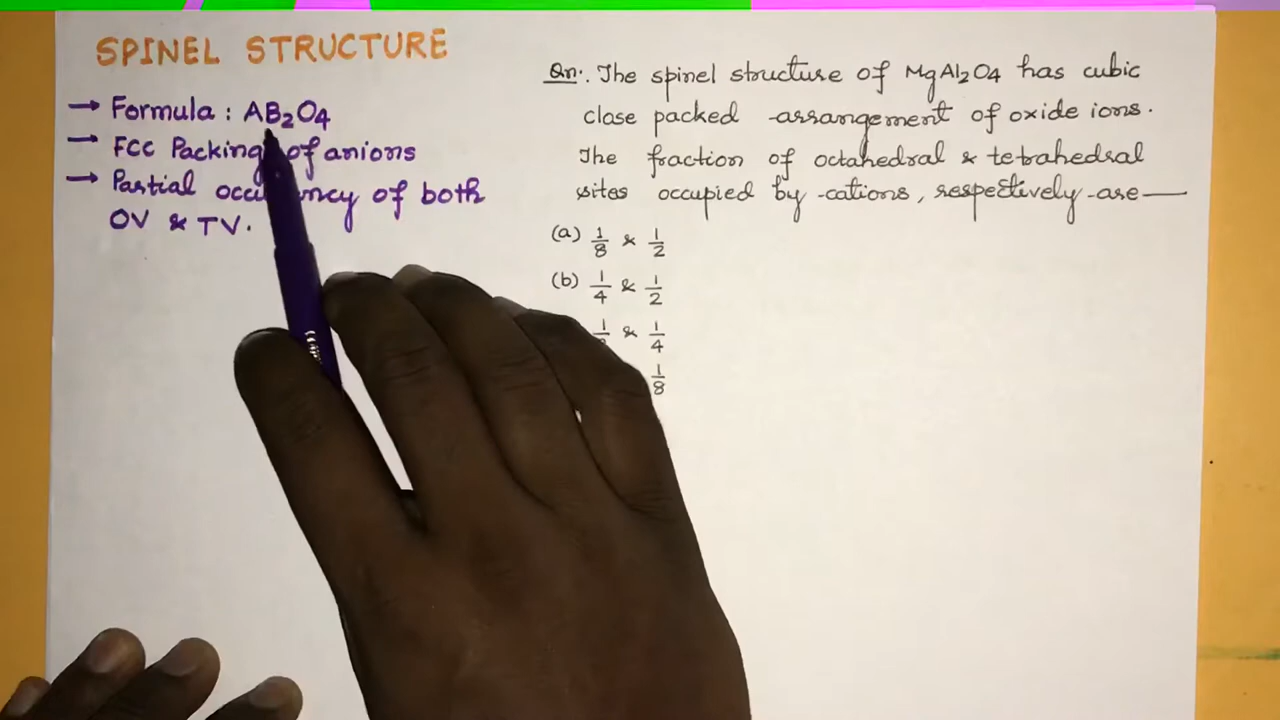 SPINEL STRUCTURE
→ Formula : AB₂O₄
→ FCC Packing of anions
→ Partial of both
OV & TV.
Qn:. The spinel structure of MgAl₂O₄ has cubic
close packed arrangement of oxide ions.
The fraction of octahedral & tetrahedral
sites occupied by cations, respectively are —
(a) 1/8 & 1/2
(b) 1/4 & 1/2
& 1/4
1/8